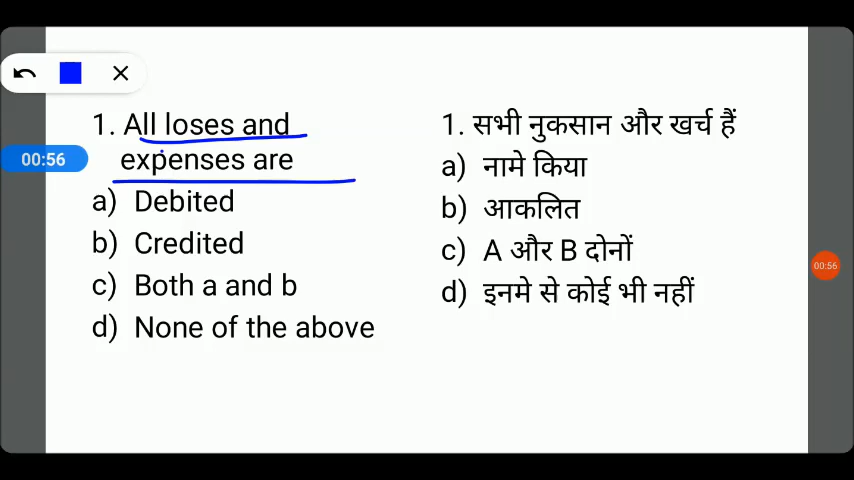 1. All loses and
expenses are
a) Debited
b) Credited
c) Both a and b
d) None of the above
1. सभी नुकसान और खर्च हैं
a) नामे किया
b) आकलित
c) A और B दोनों
d) इनमे से कोई भी नहीं
00:56
00:56